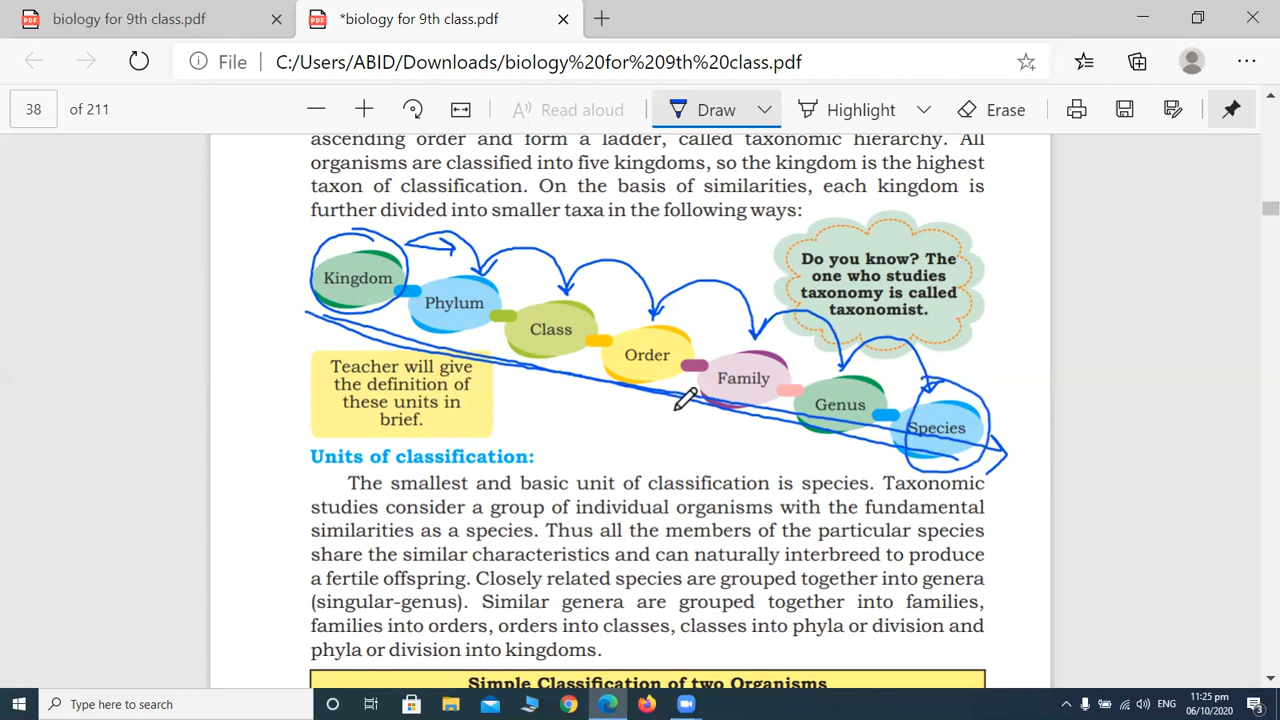 biology for 9th class.pdf
*biology for 9th class.pdf
File
C:/Users/ABID/Downloads/biology%20for%209th%20class.pdf
38 of 211
Read aloud
Draw
Highlight
Erase
ascending order and form a ladder, called taxonomic hierarchy. All
organisms are classified into five kingdoms, so the kingdom is the highest
taxon of classification. On the basis of similarities, each kingdom is
further divided into smaller taxa in the following ways:
Do you know? The
one who studies
taxonomy is called
taxonomist.
Kingdom
Phylum
Class
Order
Family
Genus
Species
Teacher will give
the definition of
these units in
brief.
Units of classification:
The smallest and basic unit of classification is species. Taxonomic
studies consider a group of individual organisms with the fundamental
similarities as a species. Thus all the members of the particular species
share the similar characteristics and can naturally interbreed to produce
a fertile offspring. Closely related species are grouped together into genera
(singular-genus). Similar genera are grouped together into families,
families into orders, orders into classes, classes into phyla or division and
phyla or division into kingdoms.
Simple Classification of two Organisms
Type here to search
ENG
11:25 pm
06/10/2020
3